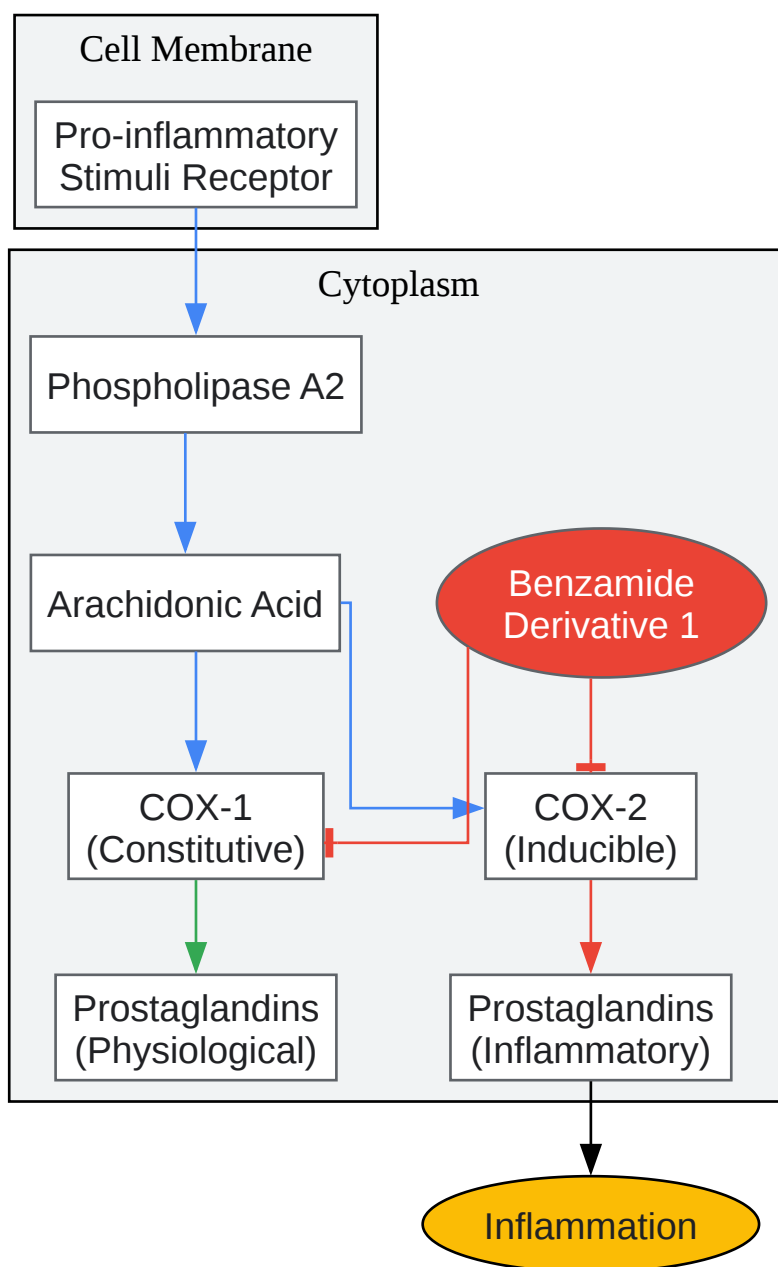 Cell Membrane
Pro-inflammatory
Stimuli Receptor
Cytoplasm
Phospholipase A2
Arachidonic Acid
Benzamide
Derivative 1
COX-1
(Constitutive)
COX-2
(Inducible)
Prostaglandins
(Physiological)
Prostaglandins
(Inflammatory)
Inflammation